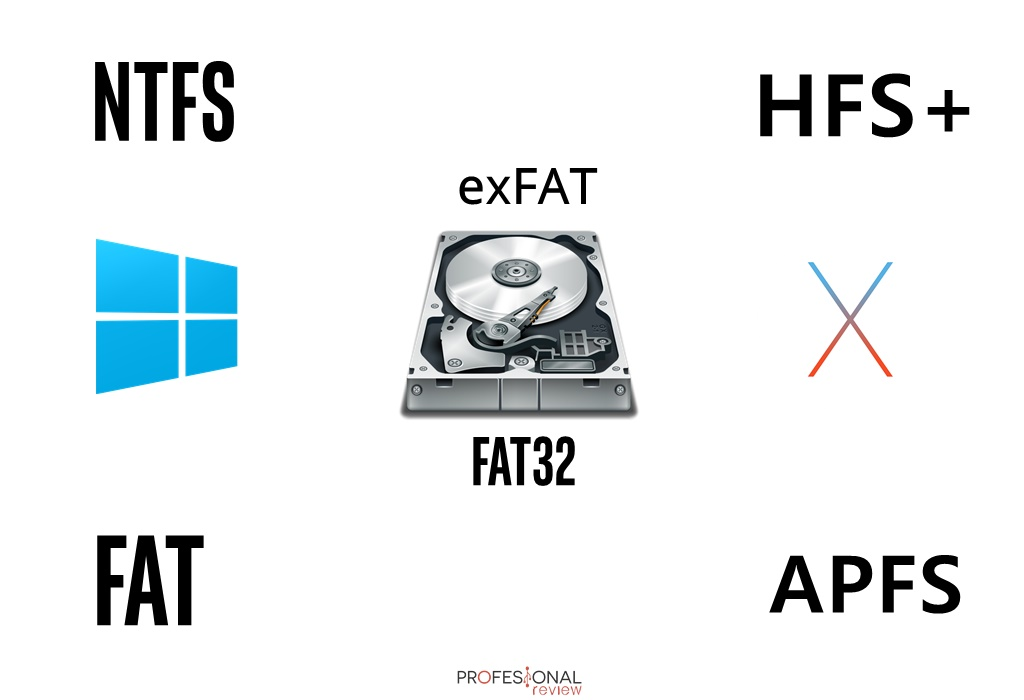 NTFS
HFS+
exFAT
FAT32
FAT
APFS
PROFESIONAL
review